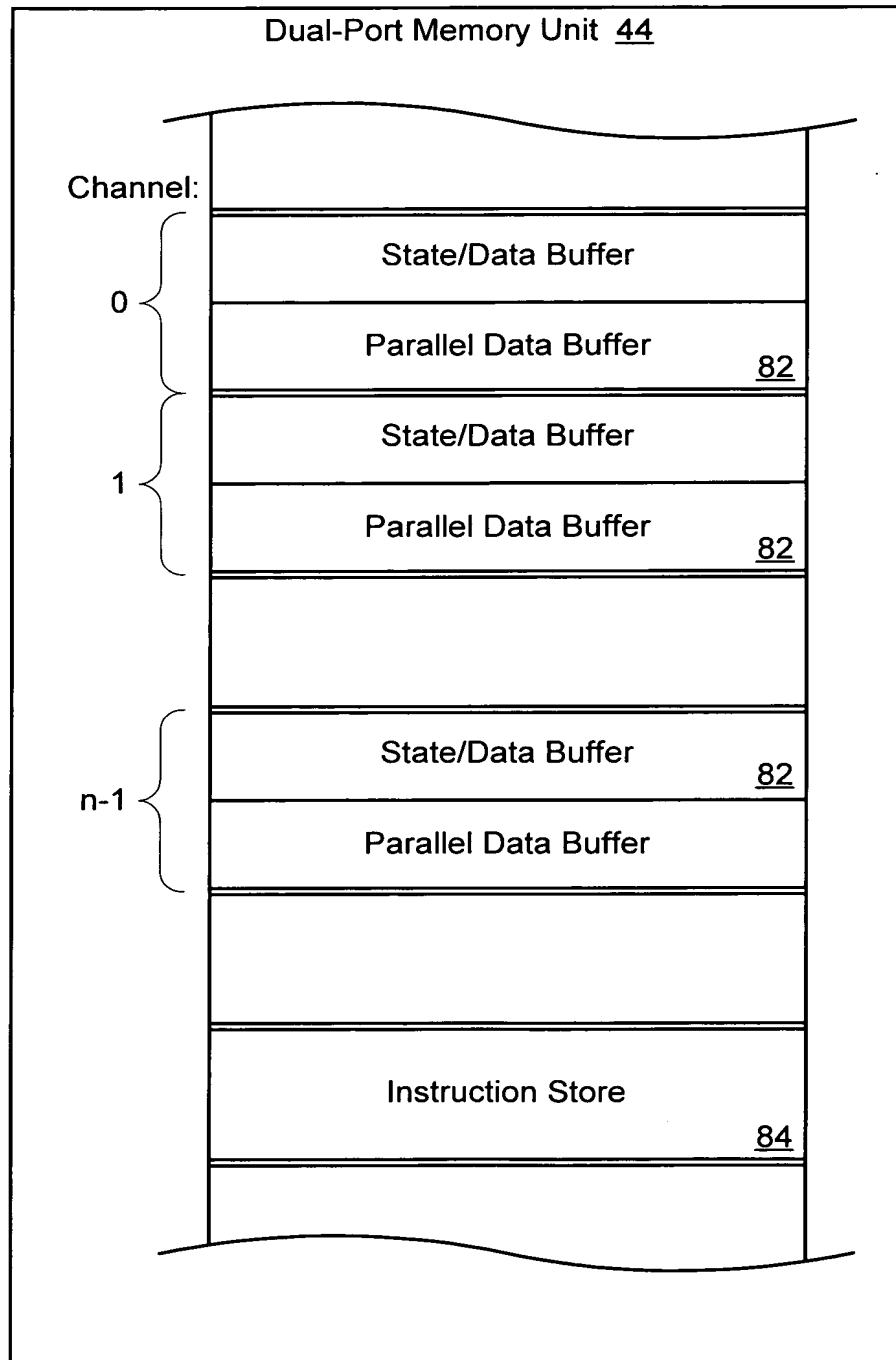 Dual-Port Memory Unit 44
Channel:
0
State/Data Buffer
Parallel Data Buffer
82
1
State/Data Buffer
Parallel Data Buffer
82
n-1
State/Data Buffer
82
Parallel Data Buffer
Instruction Store
84